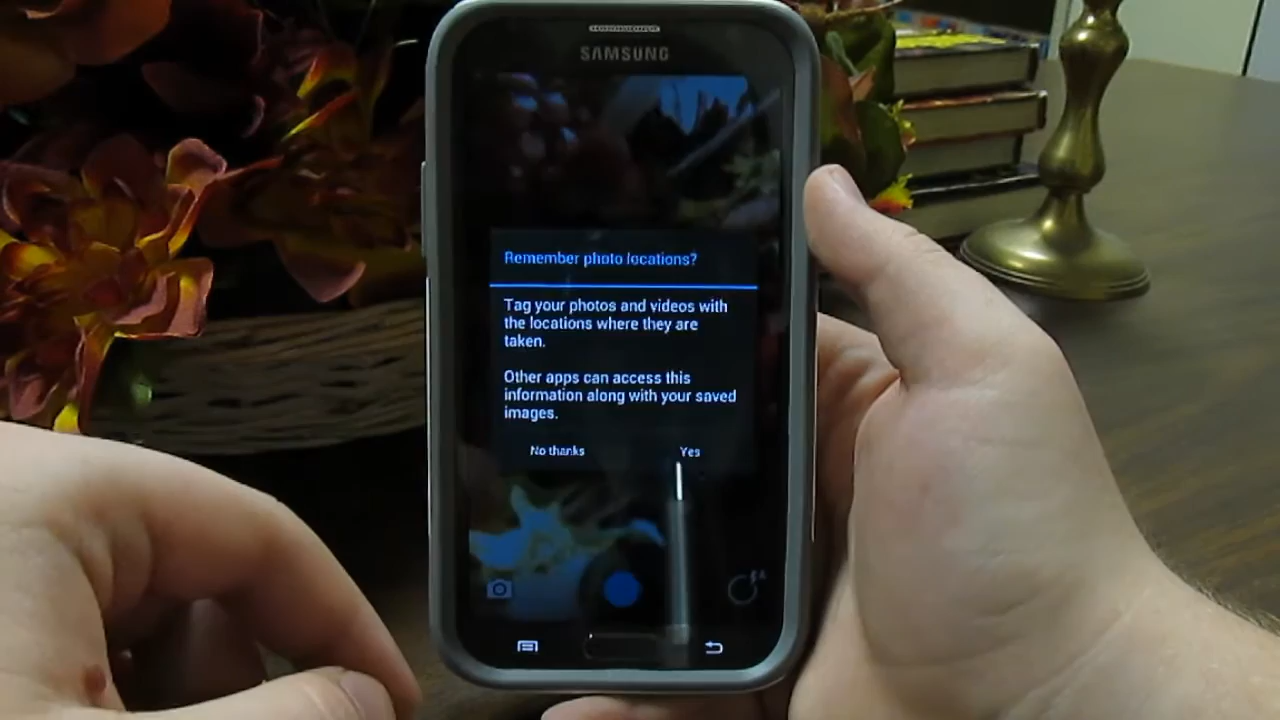 SAMSUNG
Remember photo locations?
Tag your photos and videos with
the locations where they are
taken.
Other apps can access this
information along with your saved
images.
No thanks
Yes